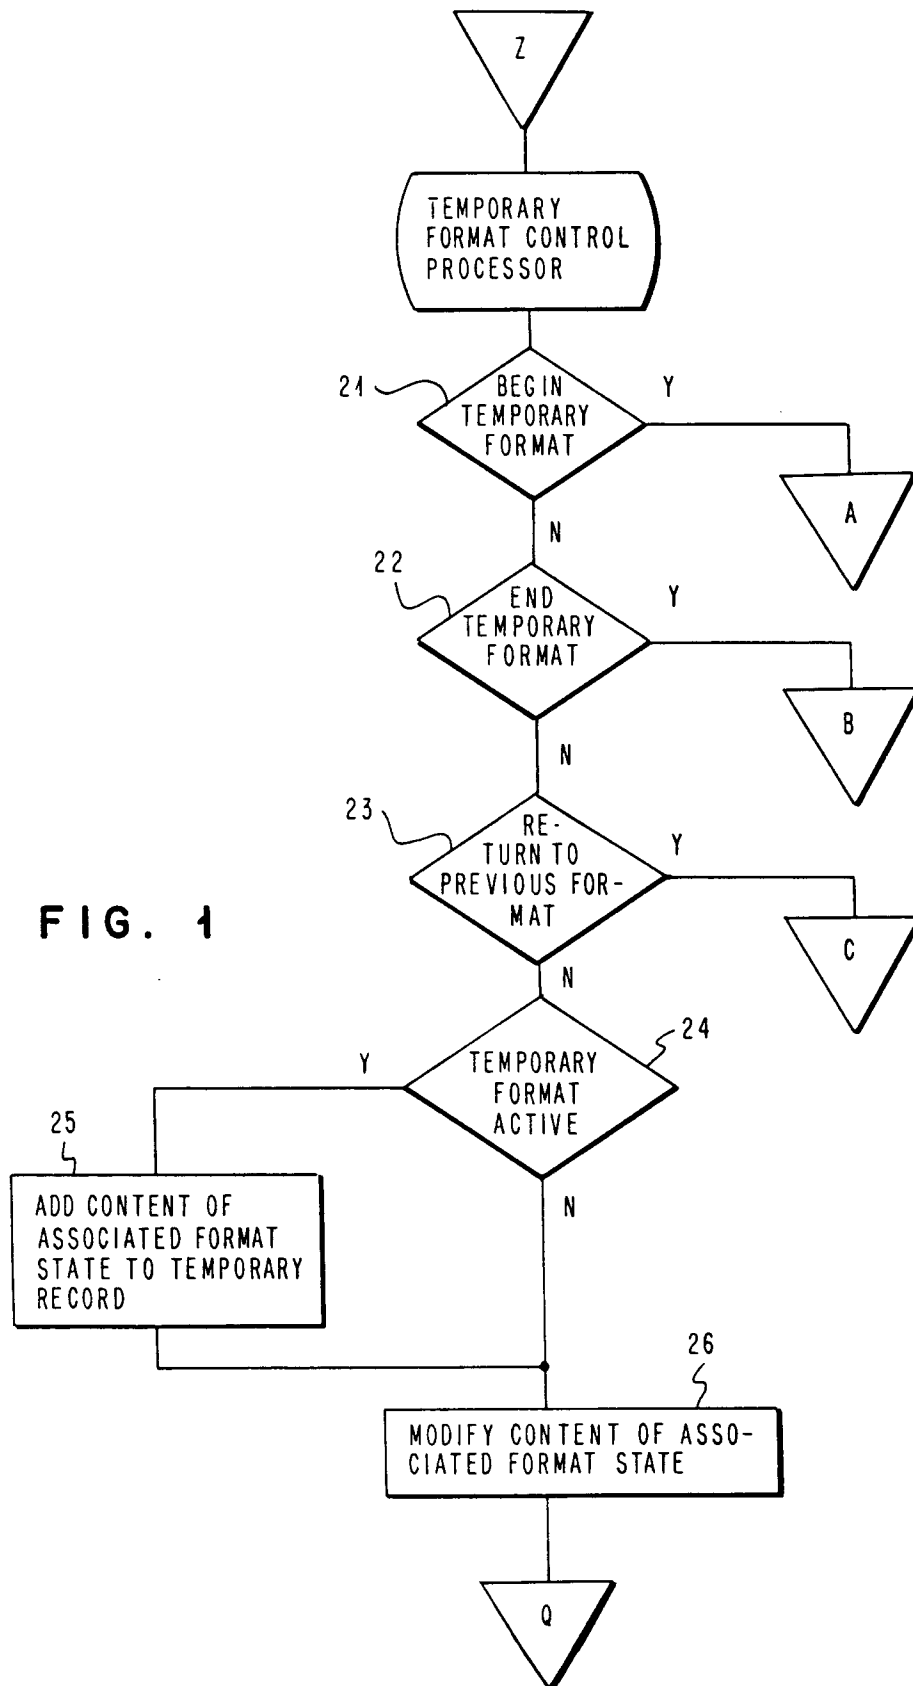 Z
TEMPORARY
FORMAT CONTROL
PROCESSOR
21
BEGIN
TEMPORARY
FORMAT
Y
A
N
22
END
TEMPORARY
FORMAT
Y
B
N
23
RE-
TURN TO
PREVIOUS FOR-
MAT
Y
C
FIG. 1
N
24
TEMPORARY
FORMAT
ACTIVE
Y
25
ADD CONTENT OF
ASSOCIATED FORMAT
STATE TO TEMPORARY
RECORD
N
26
MODIFY CONTENT OF ASSO-
CIATED FORMAT STATE
Q